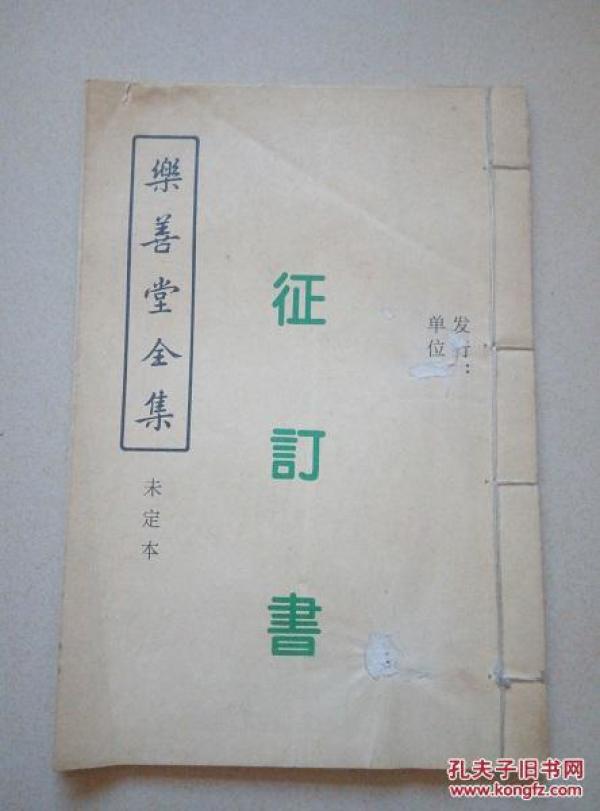 樂善堂全集
未定本
征訂書
发行：
单位
孔夫子旧书网
www.kongfz.com